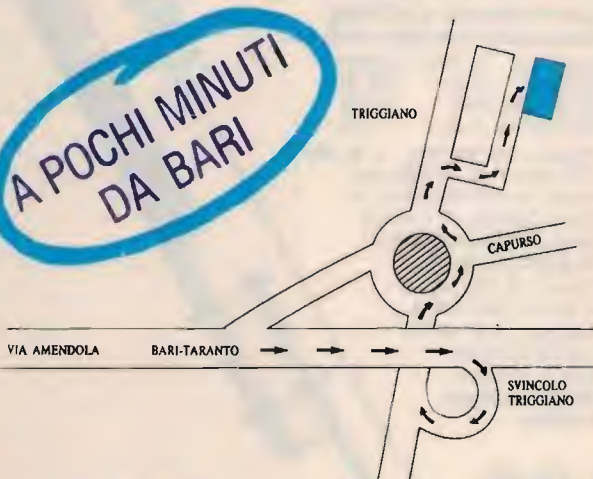 A POCHI MINUTI
DA BARI
TRIGGIANO
CAPURSO
VIA AMENDOLA BARI-TARANTO
SVINCOLO
TRIGGIANO